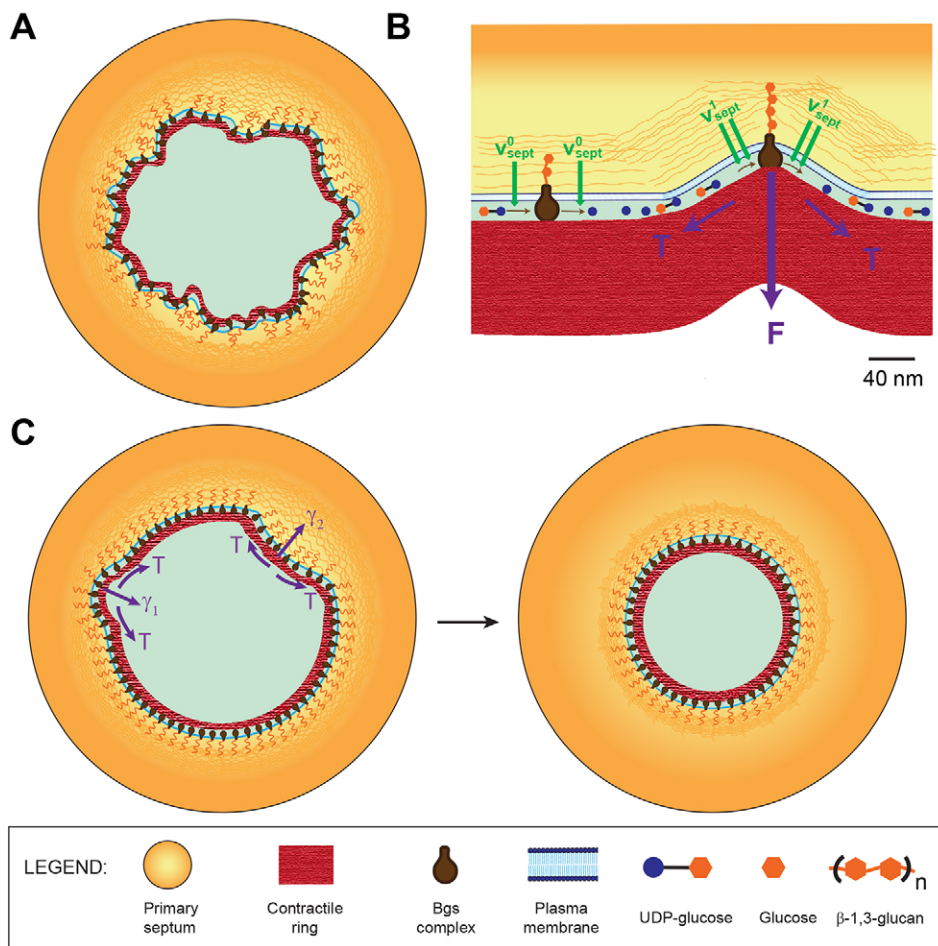 A
B
v⁰sept
v⁰sept
v¹sept
v¹sept
T
T
F
40 nm
C
T
γ₁
T
T
γ₂
T
LEGEND:
Primary
septum
Contractile
ring
Bgs
complex
Plasma
membrane
UDP-glucose
Glucose
β-1,3-glucan
n